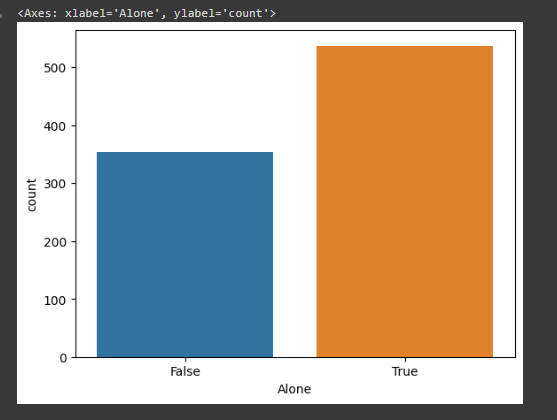 <Axes: xlabel='Alone', ylabel='count'>
500
400
300
200
100
0
count
False
True
Alone